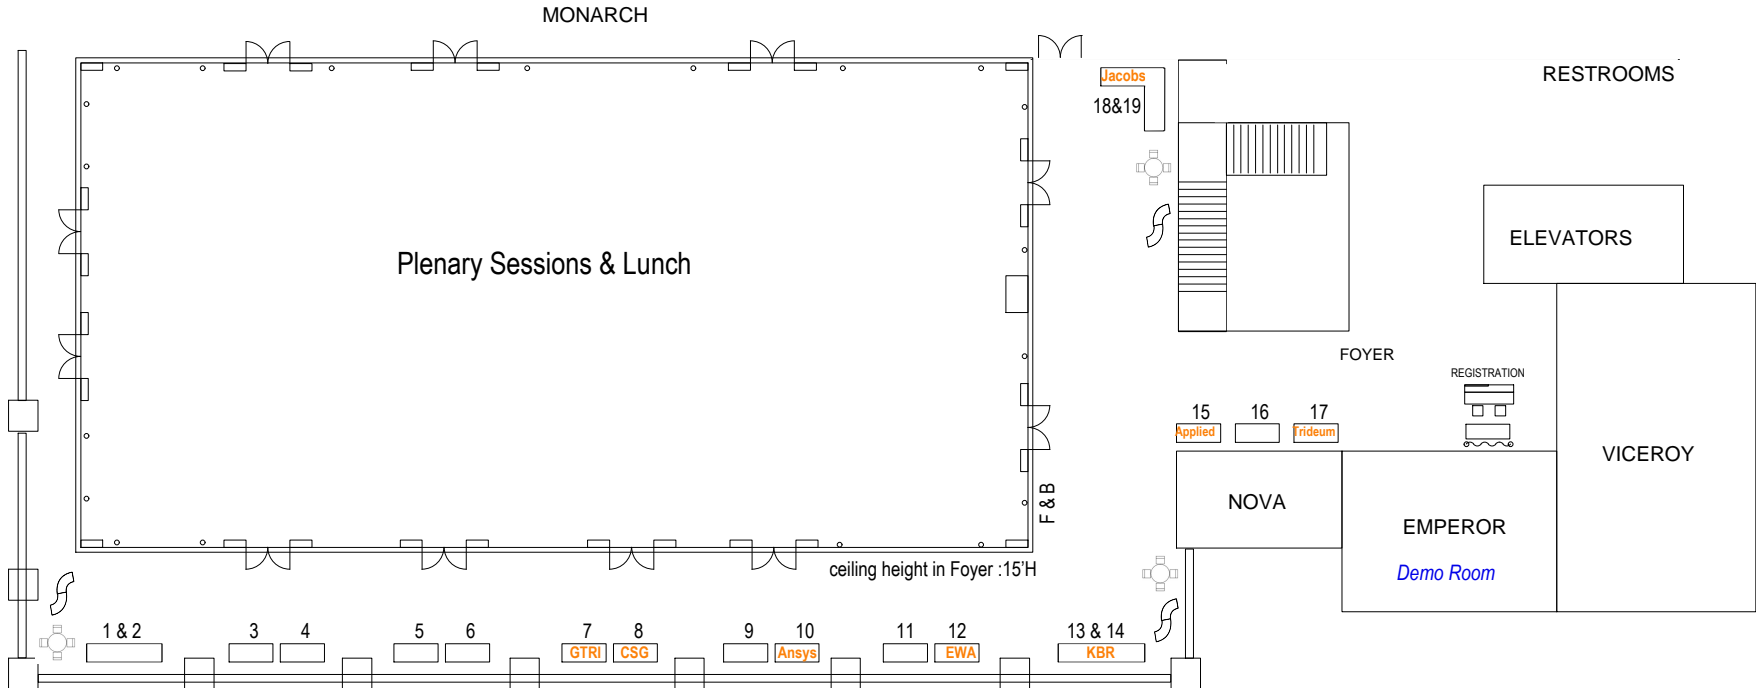 MONARCH
RESTROOMS
Jacobs
18&19
ELEVATORS
Plenary Sessions & Lunch
FOYER
REGISTRATION
15
16
17
Applied
Trideum
VICEROY
NOVA
F & B
EMPEROR
Demo Room
ceiling height in Foyer :15'H
1 & 2
3
4
5
6
7
8
9
10
11
12
13 & 14
GTRI
CSG
Ansys
EWA
KBR